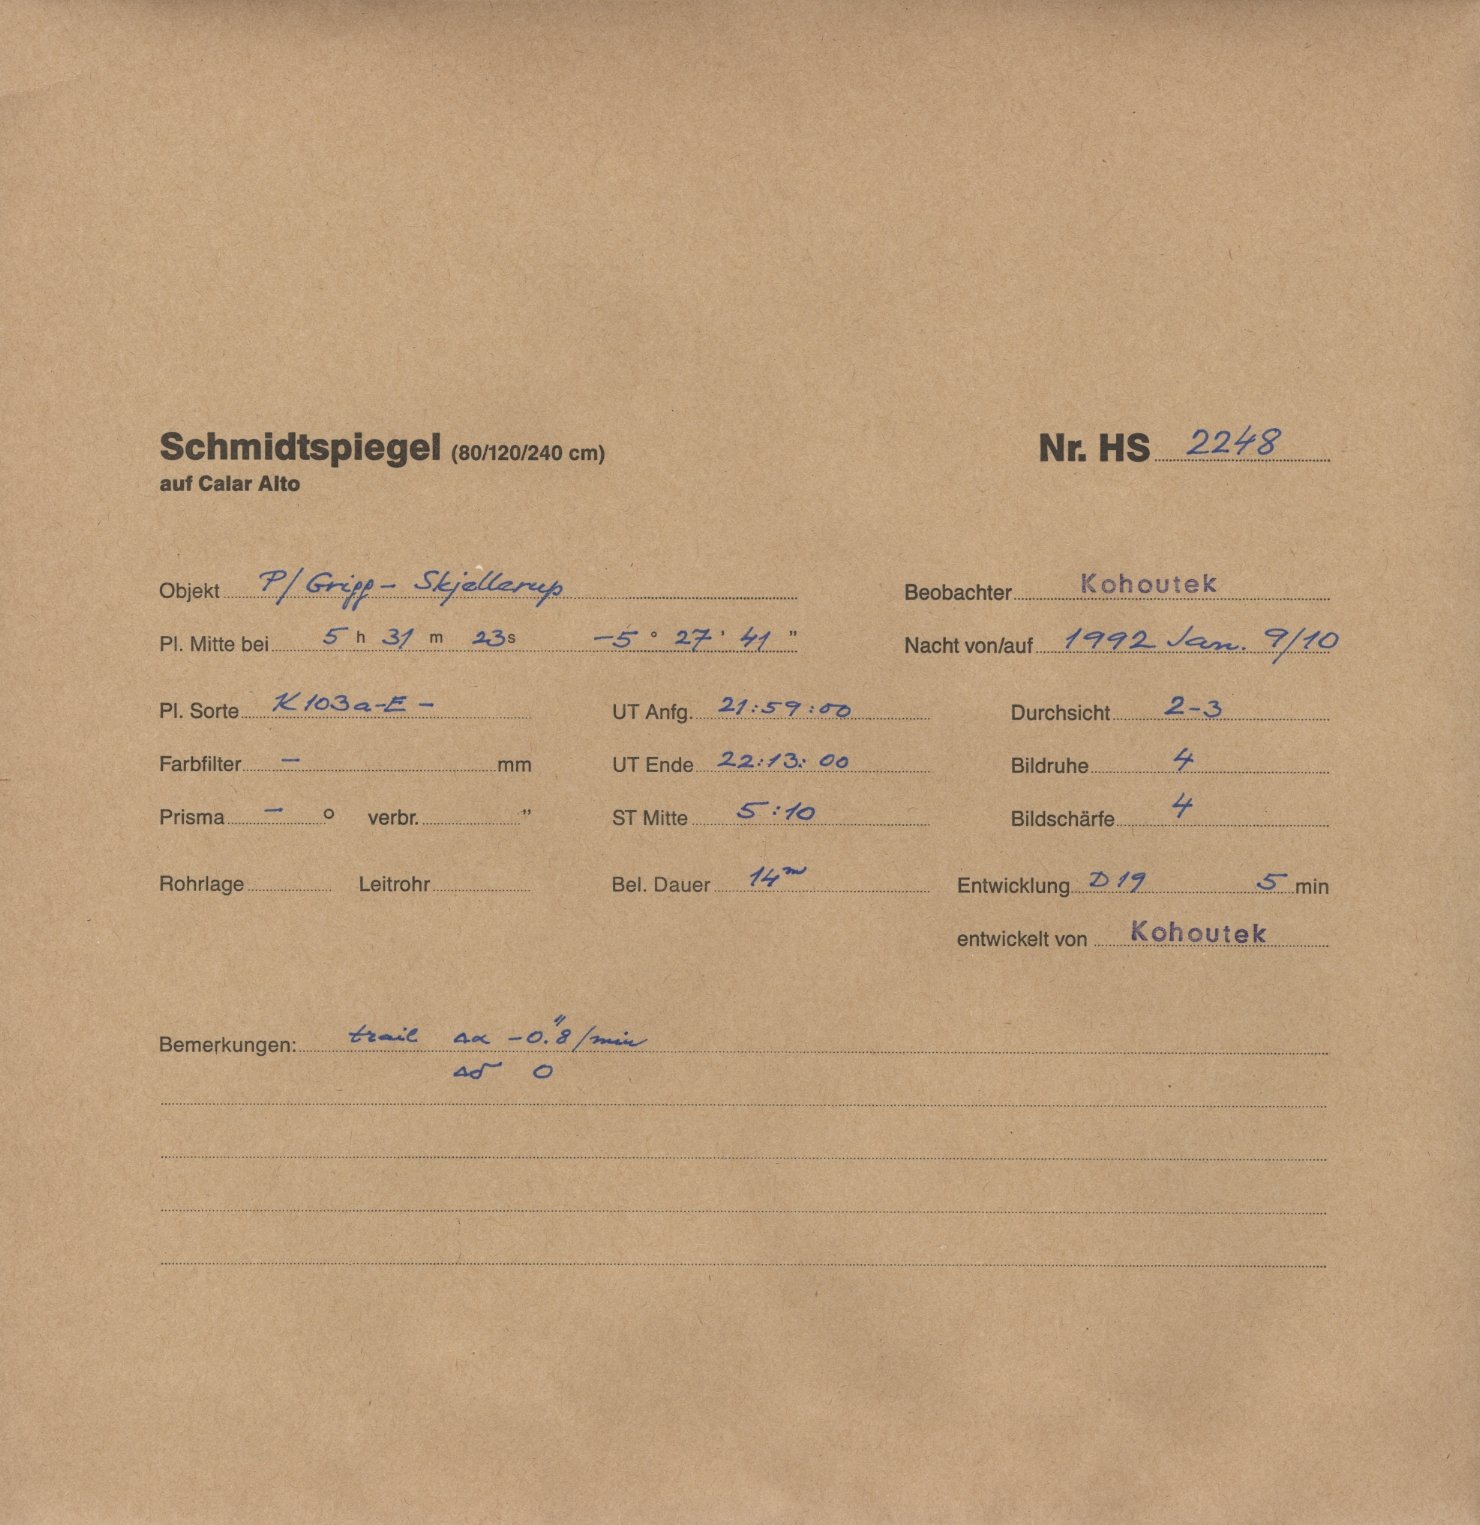 Schmidtspiegel (80/120/240 cm) Nr. HS 2248
auf Calar Alto
Objekt P/Grigg-Skjellerup Beobachter Kohoutek
Pl. Mitte bei 5 h 31 m 23 s -5 ° 27 ' 41 " Nacht von/auf 1992 Jan. 9/10
Pl. Sorte K103a-E - UT Anfg. 21:59:00 Durchsicht 2-3
Farbfilter - mm UT Ende 22:13:00 Bildruhe 4
Prisma - ° verbr. " ST Mitte 5:10 Bildschärfe 4
Rohrlage Leitrohr Bel. Dauer 14m Entwicklung D19 5 min
entwickelt von Kohoutek
Bemerkungen: trail Δα -0."8/min
Δδ 0